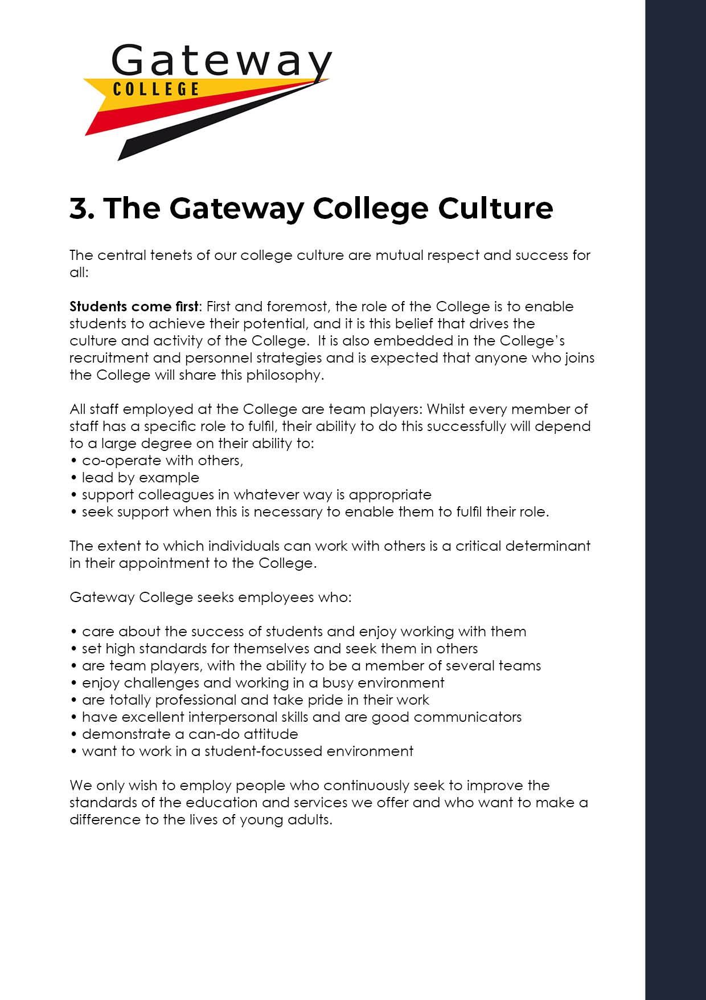 Gateway
COLLEGE
3. The Gateway College Culture
The central tenets of our college culture are mutual respect and success for
all:
Students come first: First and foremost, the role of the College is to enable
students to achieve their potential, and it is this belief that drives the
culture and activity of the College.  It is also embedded in the College’s
recruitment and personnel strategies and is expected that anyone who joins
the College will share this philosophy.
All staff employed at the College are team players: Whilst every member of
staff has a specific role to fulfil, their ability to do this successfully will depend
to a large degree on their ability to:
• co-operate with others,
• lead by example
• support colleagues in whatever way is appropriate
• seek support when this is necessary to enable them to fulfil their role.
The extent to which individuals can work with others is a critical determinant
in their appointment to the College.
Gateway College seeks employees who:
• care about the success of students and enjoy working with them
• set high standards for themselves and seek them in others
• are team players, with the ability to be a member of several teams
• enjoy challenges and working in a busy environment
• are totally professional and take pride in their work
• have excellent interpersonal skills and are good communicators
• demonstrate a can-do attitude
• want to work in a student-focussed environment
We only wish to employ people who continuously seek to improve the
standards of the education and services we offer and who want to make a
difference to the lives of young adults.